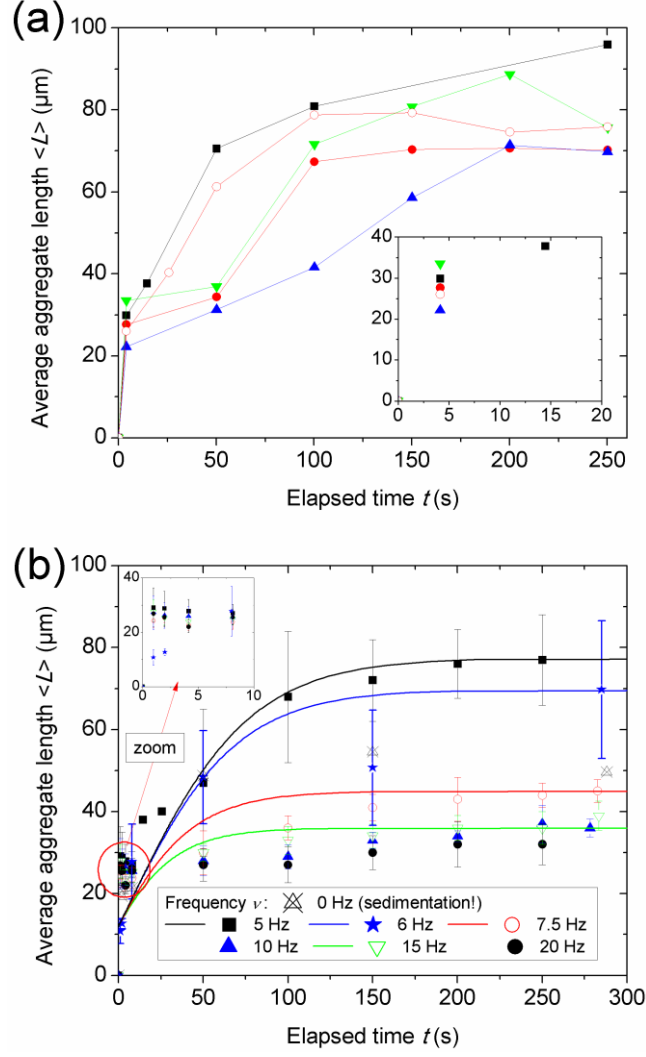 (a)
100
80
60
40
20
0
Average aggregate length <L> (µm)
40
30
20
10
0
0 5 10 15 20
0 50 100 150 200 250
Elapsed time t (s)
(b)
100
80
60
40
20
0
Average aggregate length <L> (µm)
40
30
20
10
0
0 5 10
zoom
Frequency ν: 0 Hz (sedimentation!)
5 Hz 6 Hz 7.5 Hz
10 Hz 15 Hz 20 Hz
0 50 100 150 200 250 300
Elapsed time t (s)